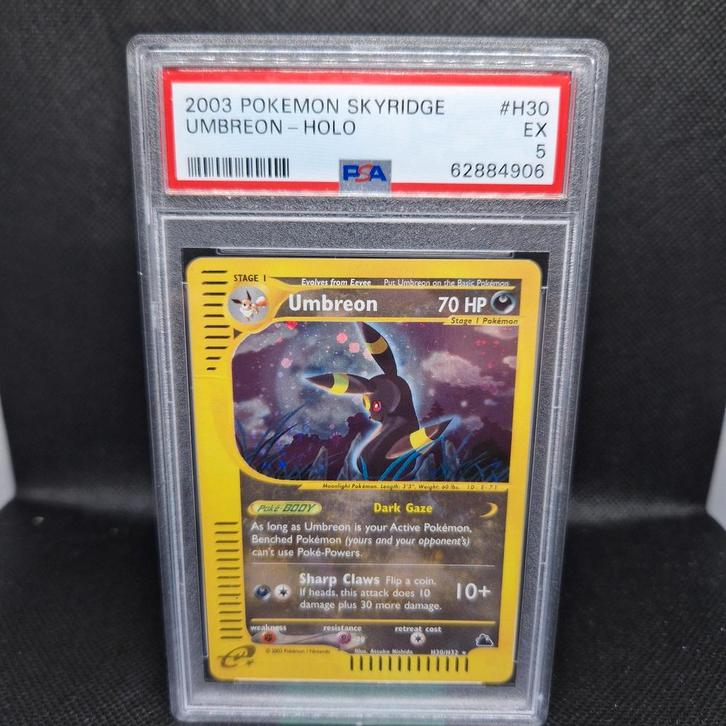 2003 POKEMON SKYRIDGE #H30
UMBREON – HOLO EX
5
PSA 62884906
STAGE 1 Evolves from Eevee Put Umbreon on the Basic Pokémon.
Umbreon 70 HP
Stage 1 Pokémon
Moonlight Pokémon. Length: 3'3", Weight: 60 lbs. ID: E-71
Poké-BODY Dark Gaze
As long as Umbreon is your Active Pokémon,
Benched Pokémon (yours and your opponent's)
can't use Poké-Powers.
Sharp Claws Flip a coin.
If heads, this attack does 10 10+
damage plus 30 more damage.
weakness resistance retreat cost
-30
e
© 2003 Pokémon / Nintendo Illus. Atsuko Nishida H30/H32